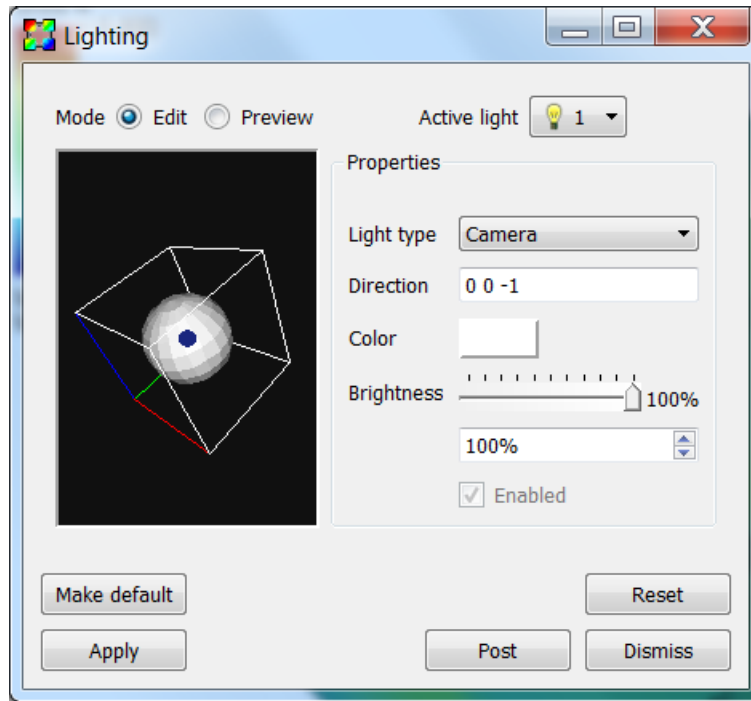 Lighting
Mode Edit Preview Active light 1
Properties
Light type Camera
Direction 0 0 -1
Color
Brightness 100%
100%
Enabled
Make default Reset
Apply Post Dismiss